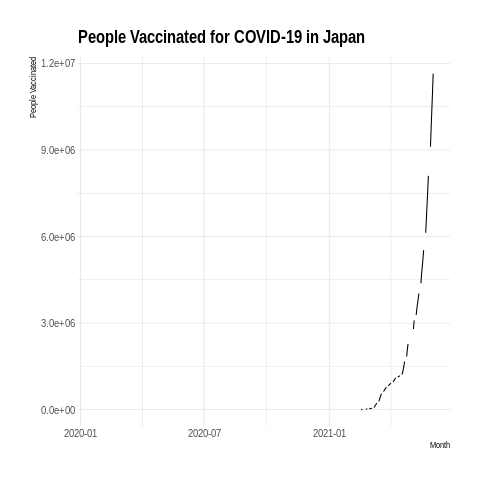 People Vaccinated for COVID-19 in Japan
People Vaccinated
1.2e+07
9.0e+06
6.0e+06
3.0e+06
0.0e+00
2020-01
2020-07
2021-01
Month